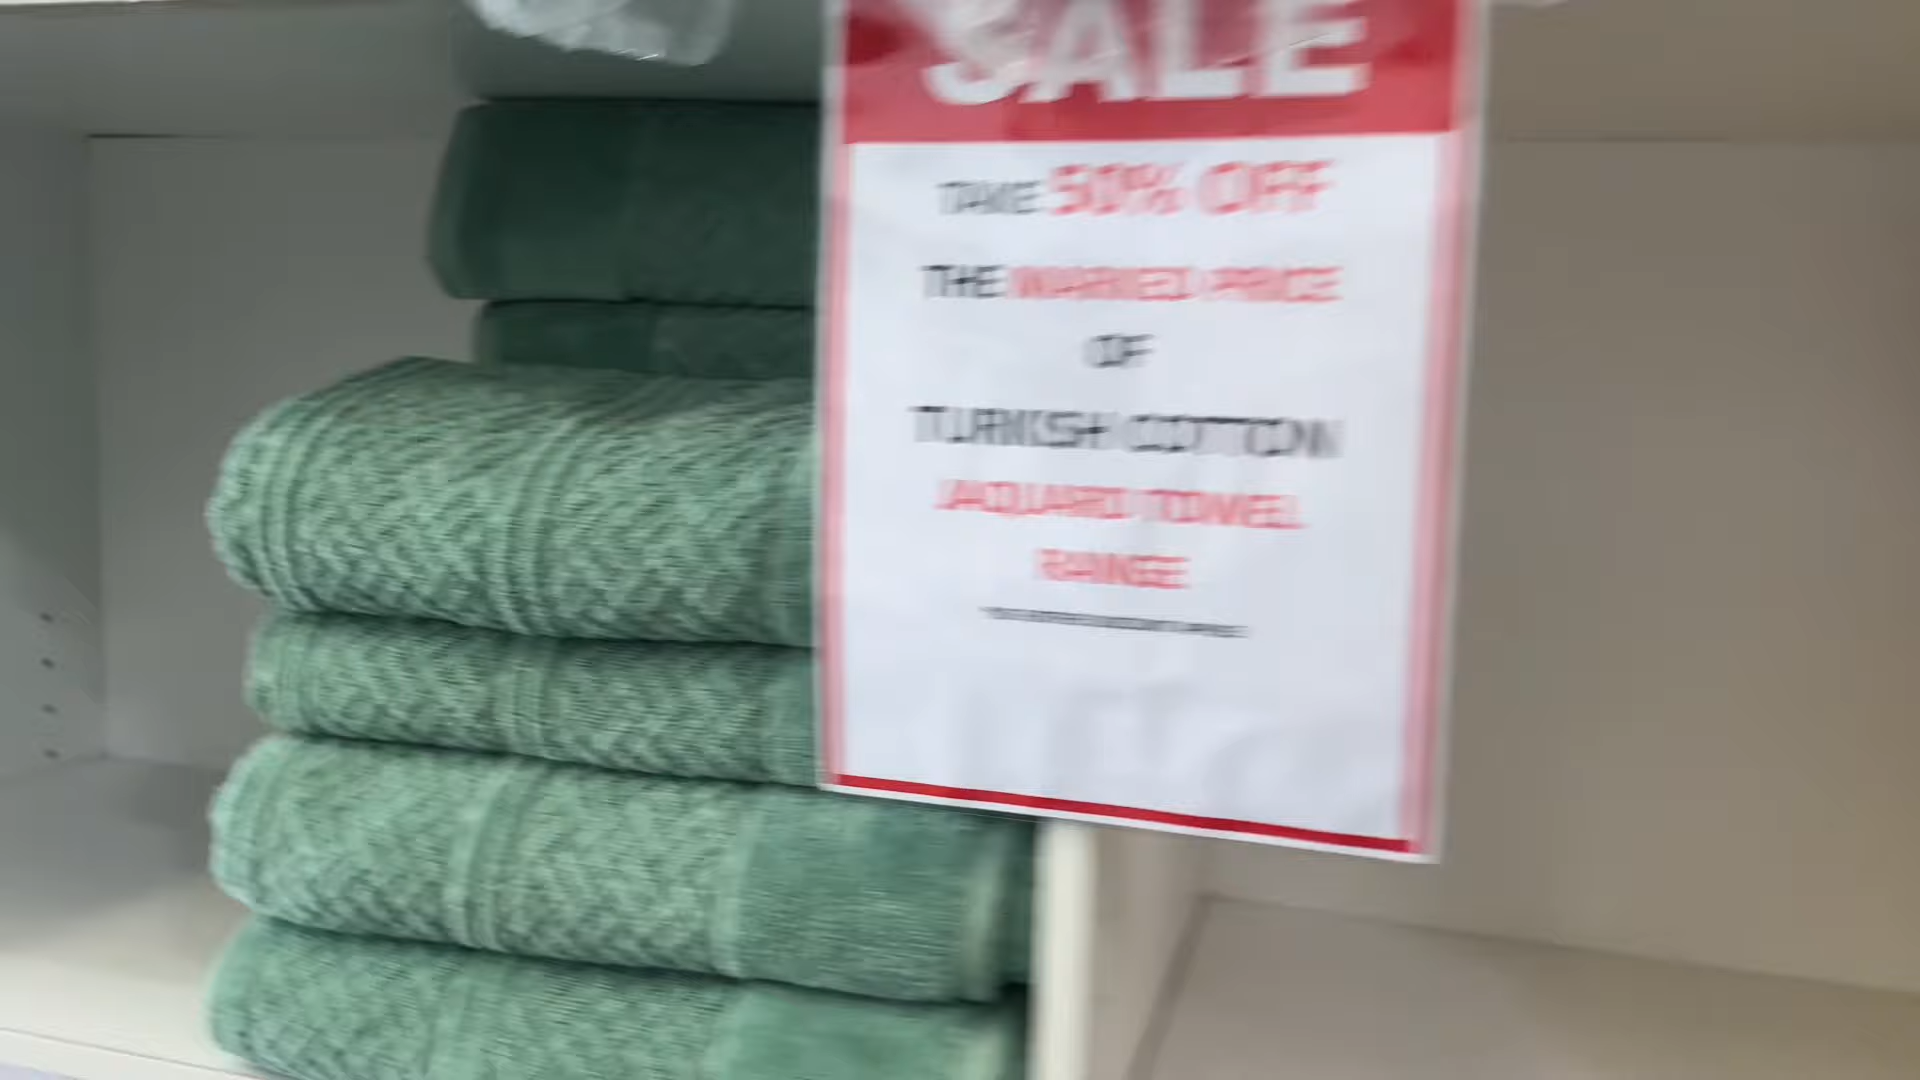 SALE
TAKE 50% OFF
THE MARKED PRICE
OF
TURKISH COTTON
JACQUARD TOWEL
RANGE